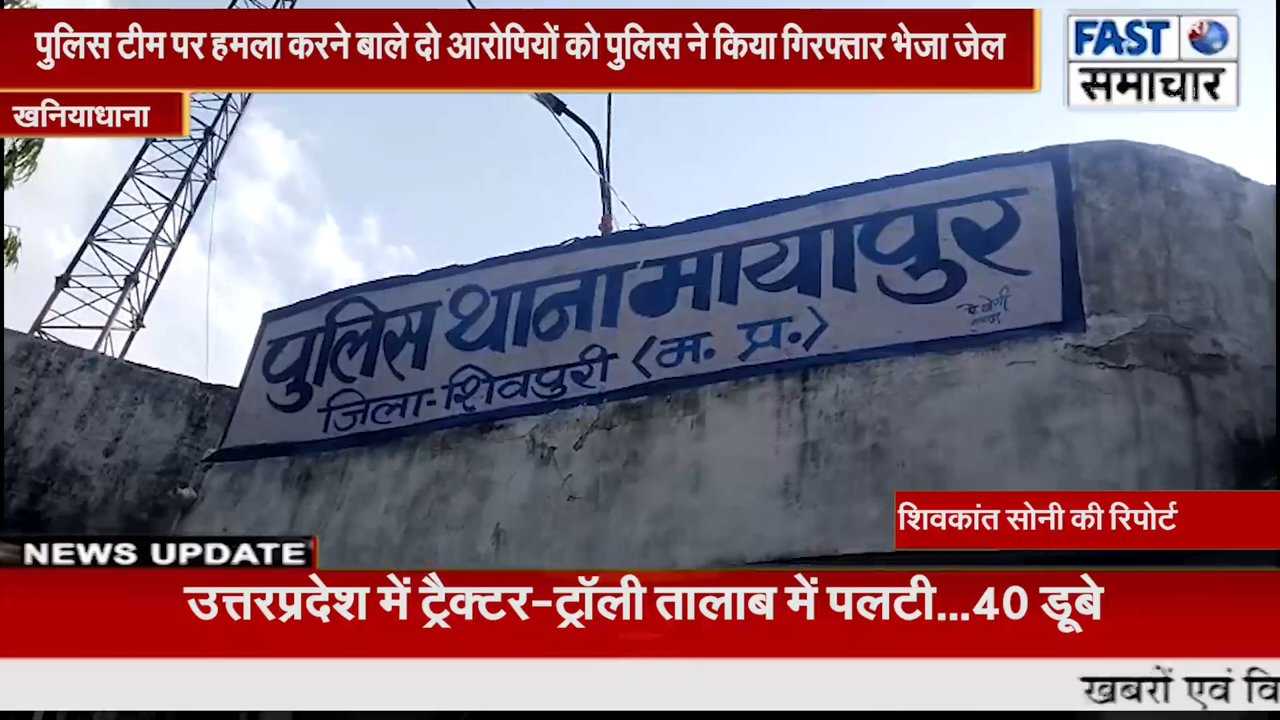 पुलिस टीम पर हमला करने बाले दो आरोपियों को पुलिस ने किया गिरफ्तार भेजा जेल
FAST
समाचार
खनियाधाना
पुलिस थाना मायापुर
जिला-शिवपुरी (म. प्र.)
शिवकांत सोनी की रिपोर्ट
NEWS UPDATE
उत्तरप्रदेश में ट्रैक्टर-ट्रॉली तालाब में पलटी...40 डूबे
खबरों एवं वि